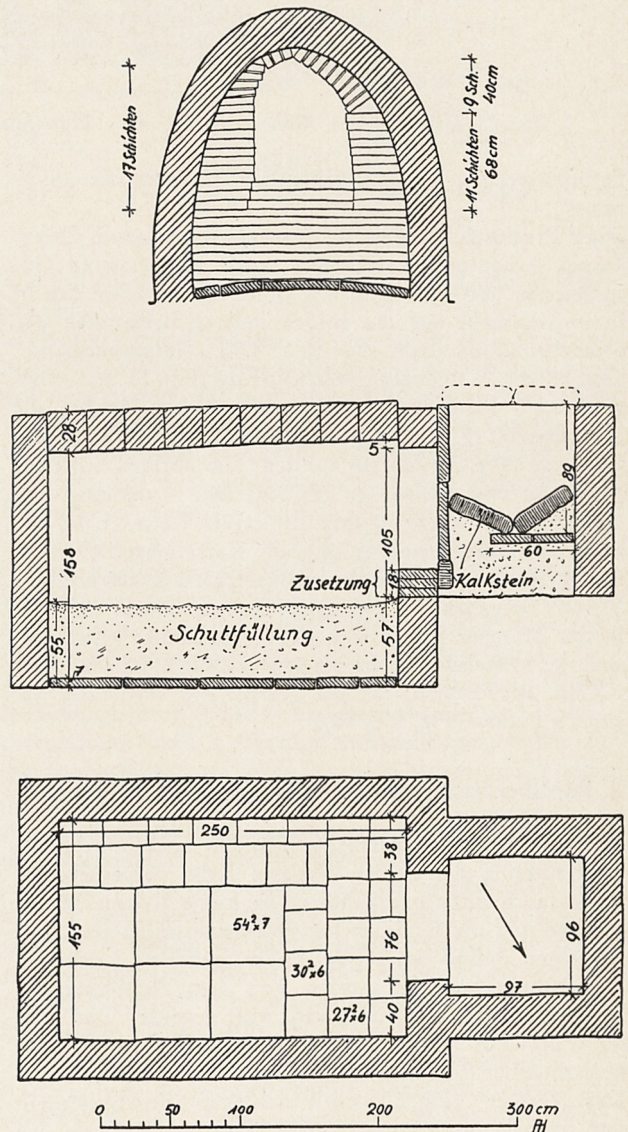 17 Schichten
11 Schichten 9 Sch.
68 cm 40 cm
28
5
89
158
105
60
Zusetzung { 18
Kalkstein
55
Schuttfüllung
57
7
250
38
155
54²x7
76
96
30²x6
97
27²x6
40
0 50 100 200 300 cm
PH